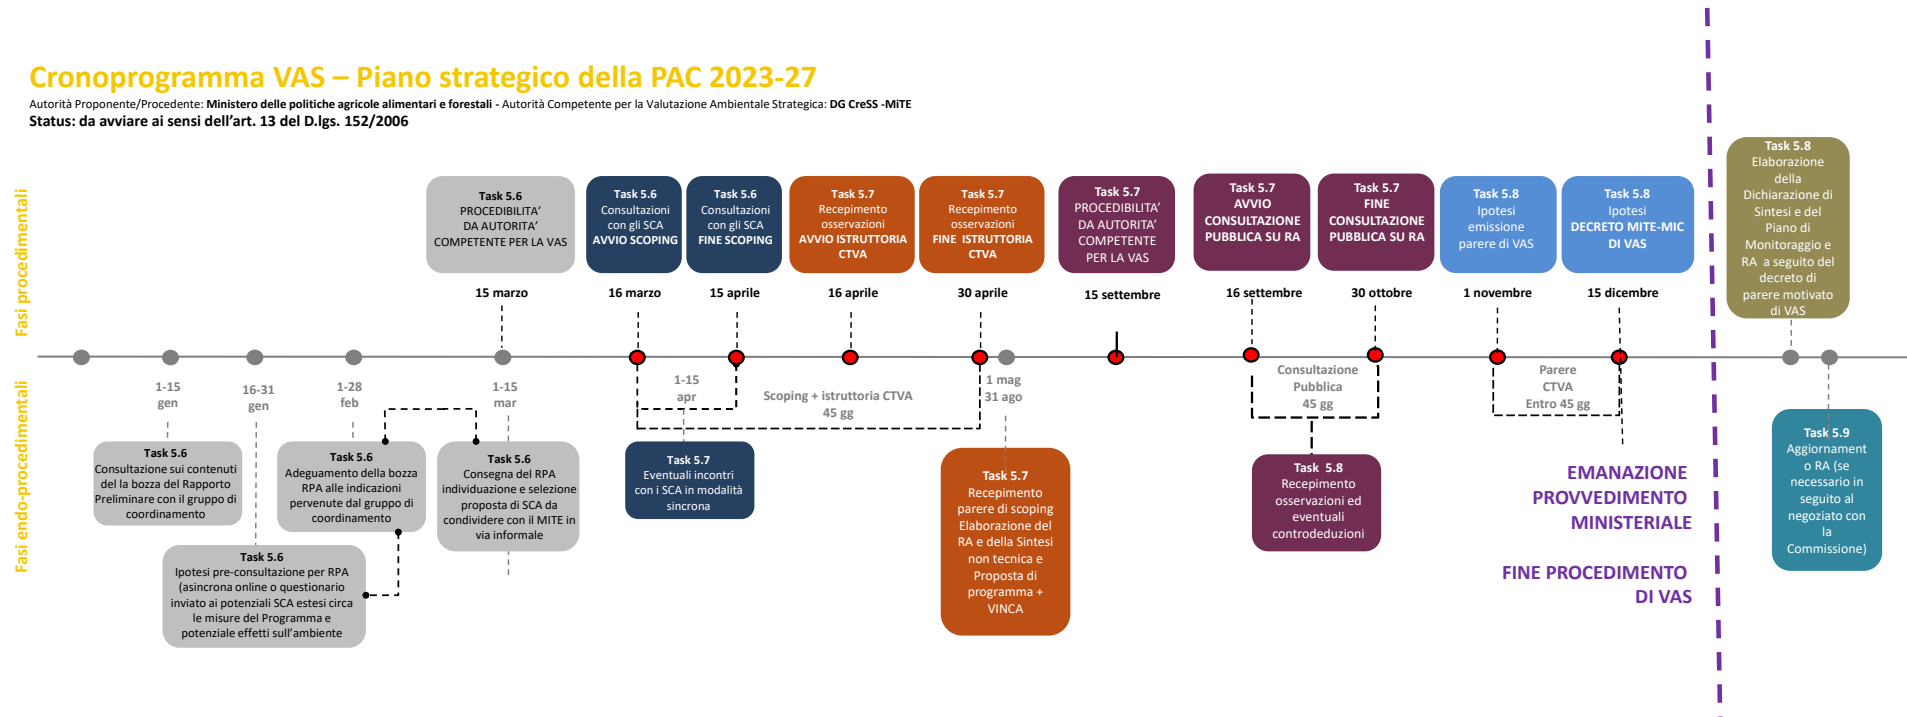 Cronoprogramma VAS – Piano strategico della PAC 2023-27
Autorità Proponente/Procedente: Ministero delle politiche agricole alimentari e forestali - Autorità Competente per la Valutazione Ambientale Strategica: DG CreSS -MiTE
Status: da avviare ai sensi dell'art. 13 del D.lgs. 152/2006
Fasi procedimentali
Task 5.6
PROCEDIBILITA'
DA AUTORITA'
COMPETENTE PER LA VAS
15 marzo
Task 5.6
Consultazioni
con gli SCA
AVVIO SCOPING
16 marzo
Task 5.6
Consultazioni
con gli SCA
FINE SCOPING
15 aprile
Task 5.7
Recepimento
osservazioni
AVVIO ISTRUTTORIA
CTVA
16 aprile
Task 5.7
Recepimento
osservazioni
FINE ISTRUTTORIA
CTVA
30 aprile
Task 5.7
PROCEDIBILITA'
DA AUTORITA'
COMPETENTE
PER LA VAS
15 settembre
Task 5.7
AVVIO
CONSULTAZIONE
PUBBLICA SU RA
16 settembre
Task 5.7
FINE
CONSULTAZIONE
PUBBLICA SU RA
30 ottobre
Task 5.8
Ipotesi
emissione
parere di VAS
1 novembre
Task 5.8
Ipotesi
DECRETO MITE-MIC
DI VAS
15 dicembre
Task 5.8
Elaborazione
della
Dichiarazione di
Sintesi e del
Piano di
Monitoraggio e
RA a seguito del
decreto di
parere motivato
di VAS
Fasi endo-procedimentali
1-15
gen
16-31
gen
1-28
feb
1-15
mar
1-15
apr
Scoping + istruttoria CTVA
45 gg
1 mag
31 ago
Consultazione
Pubblica
45 gg
Parere
CTVA
Entro 45 gg
Task 5.6
Consultazione sui contenuti
del la bozza del Rapporto
Preliminare con il gruppo di
coordinamento
Task 5.6
Ipotesi pre-consultazione per RPA
(asincrona online o questionario
inviato ai potenziali SCA estesi circa
le misure del Programma e
potenziale effetti sull'ambiente
Task 5.6
Adeguamento della bozza
RPA alle indicazioni
pervenute dal gruppo di
coordinamento
Task 5.6
Consegna del RPA
individuazione e selezione
proposta di SCA da
condividere con il MITE in
via informale
Task 5.7
Eventuali incontri
con i SCA in modalità
sincrona
Task 5.7
Recepimento
parere di scoping
Elaborazione del
RA e della Sintesi
non tecnica e
Proposta di
programma +
VINCA
Task 5.8
Recepimento
osservazioni ed
eventuali
controdeduzioni
EMANAZIONE
PROVVEDIMENTO
MINISTERIALE
FINE PROCEDIMENTO
DI VAS
Task 5.9
Aggiornament
o RA (se
necessario in
seguito al
negoziato con
la
Commissione)